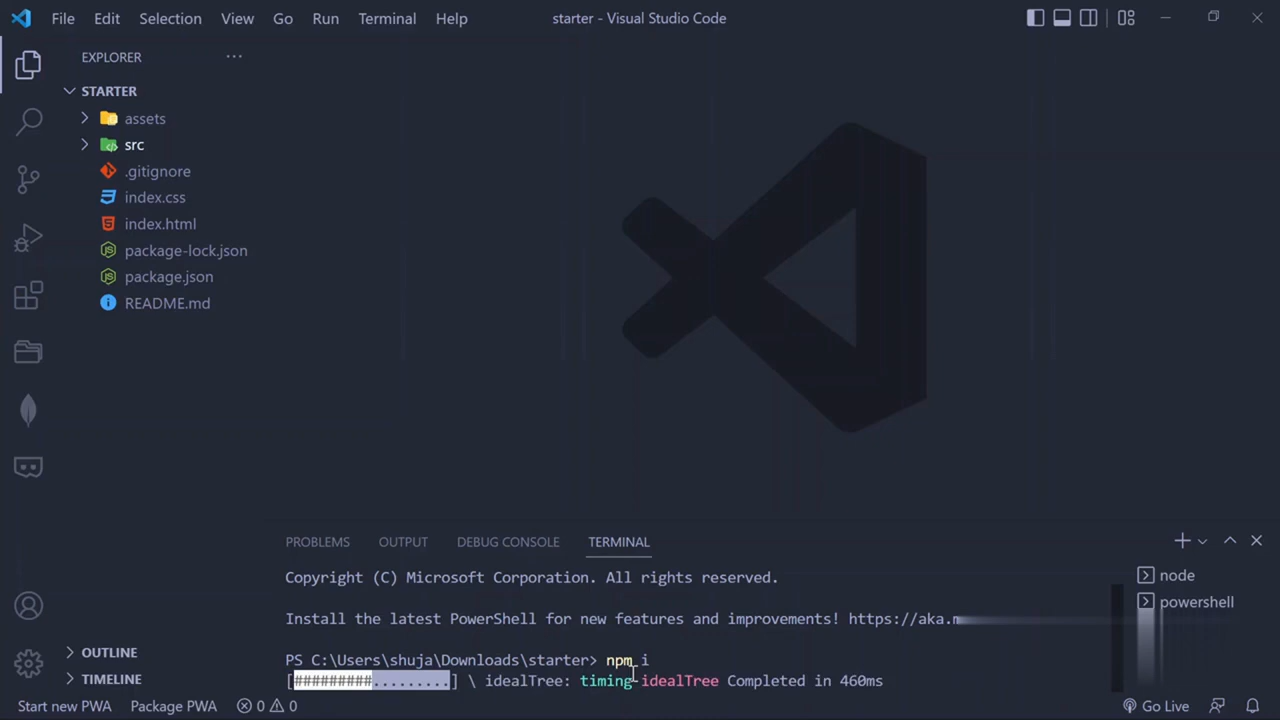 File Edit Selection View Go Run Terminal Help
starter - Visual Studio Code
EXPLORER
STARTER
assets
src
.gitignore
index.css
index.html
package-lock.json
package.json
README.md
OUTLINE
TIMELINE
PROBLEMS OUTPUT DEBUG CONSOLE TERMINAL
Copyright (C) Microsoft Corporation. All rights reserved.
Install the latest PowerShell for new features and improvements! https://aka.
PS C:\Users\shuja\Downloads\starter> npm i
[#########.........] \ idealTree: timing idealTree Completed in 460ms
node
powershell
Start new PWA Package PWA 0 0 Go Live